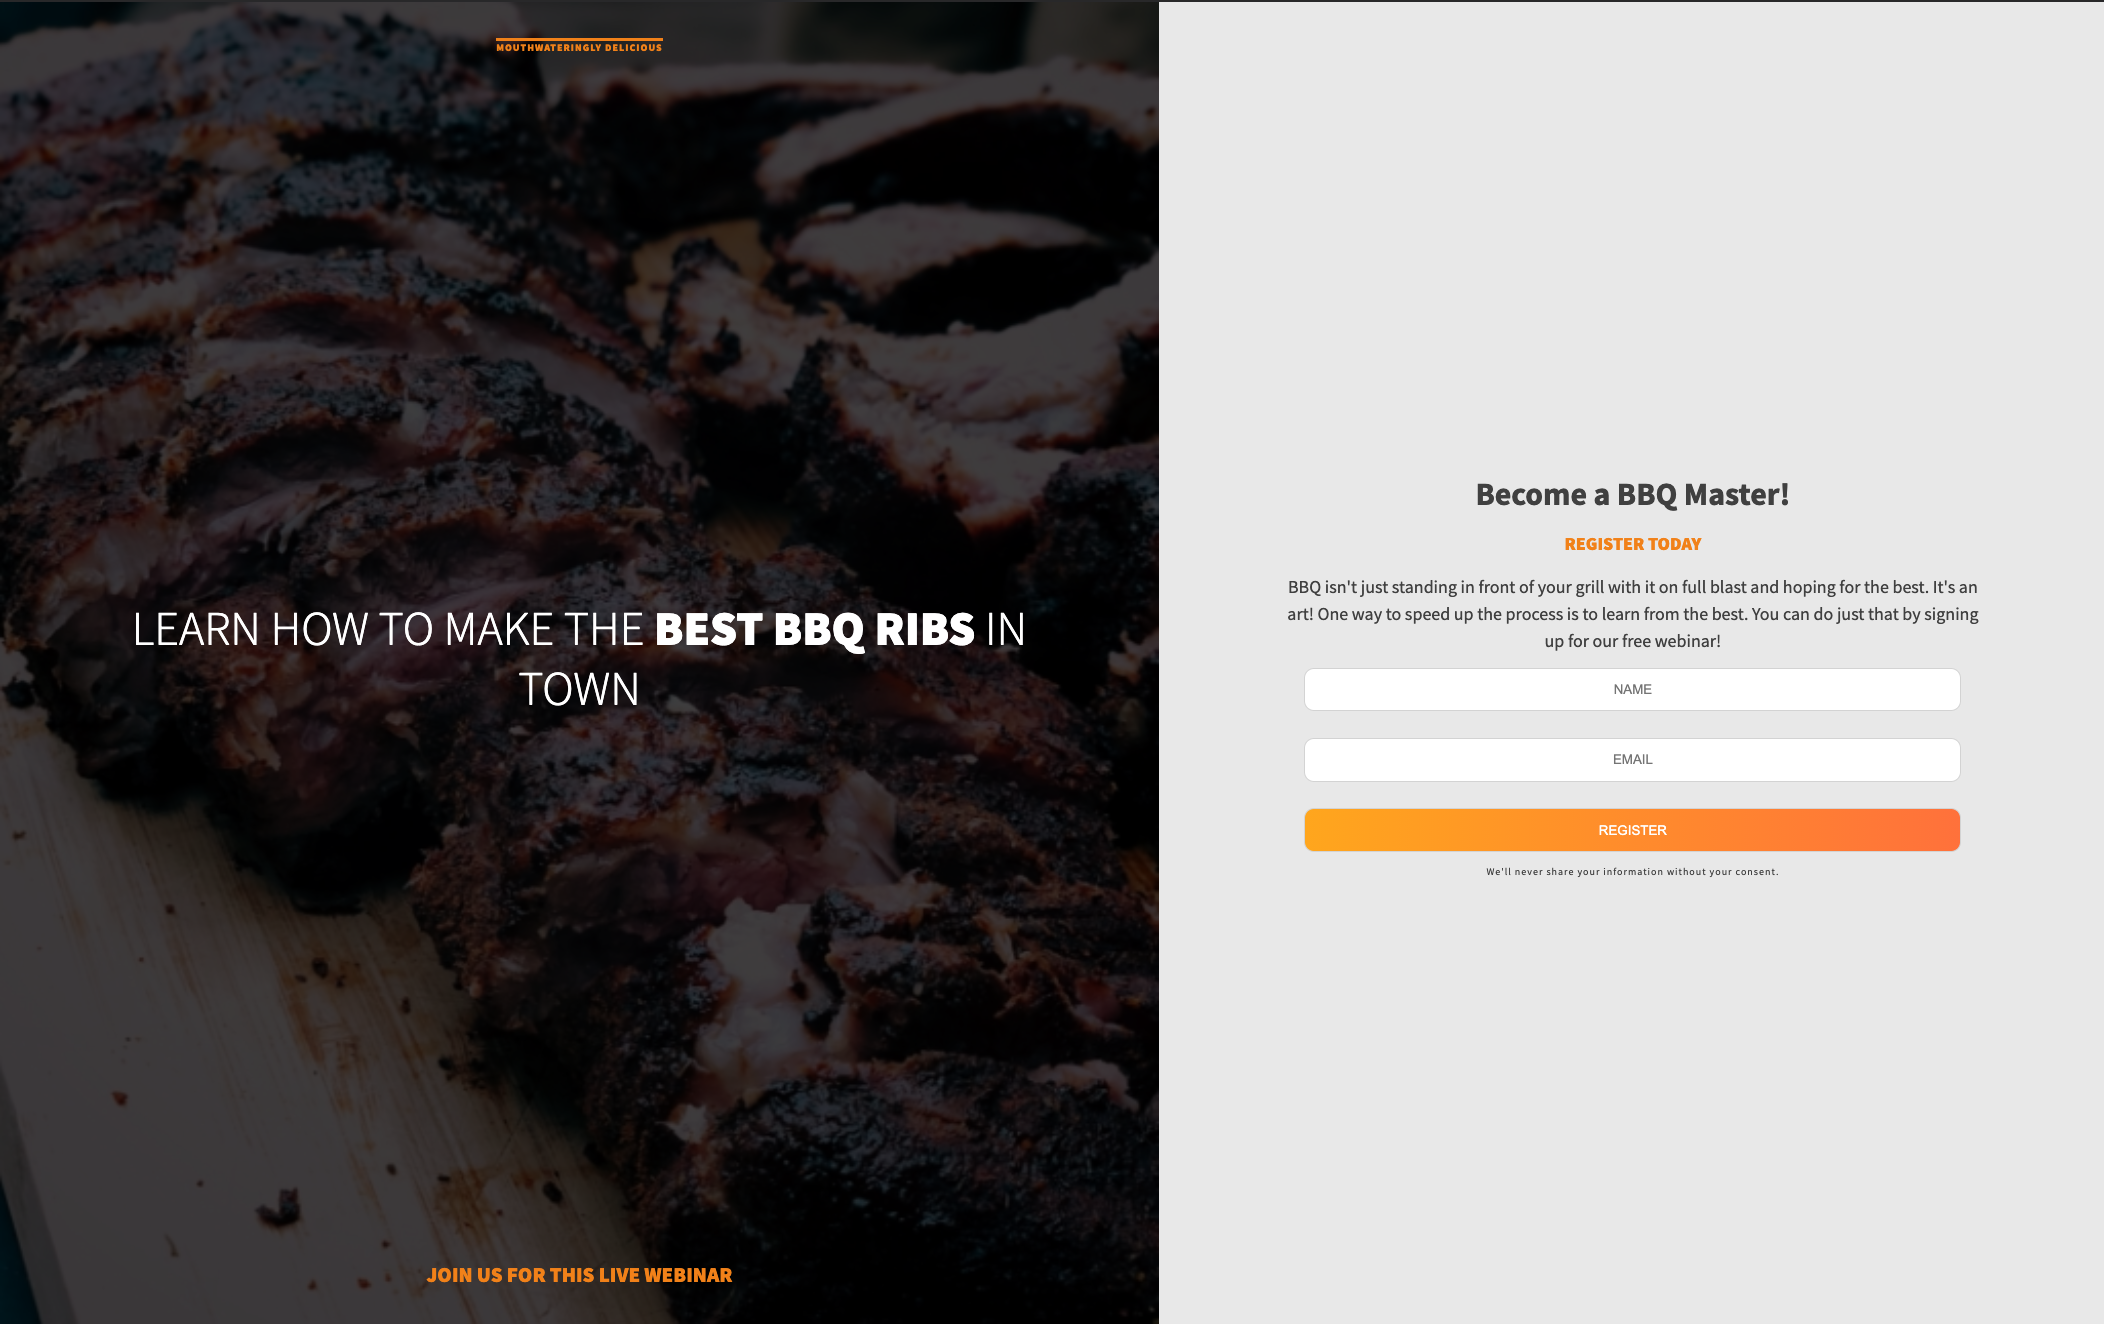 MOUTHWATERINGLY DELICIOUS
LEARN HOW TO MAKE THE BEST BBQ RIBS IN
TOWN
JOIN US FOR THIS LIVE WEBINAR
Become a BBQ Master!
REGISTER TODAY
BBQ isn't just standing in front of your grill with it on full blast and hoping for the best. It's an
art! One way to speed up the process is to learn from the best. You can do just that by signing
up for our free webinar!
NAME
EMAIL
REGISTER
We'll never share your information without your consent.